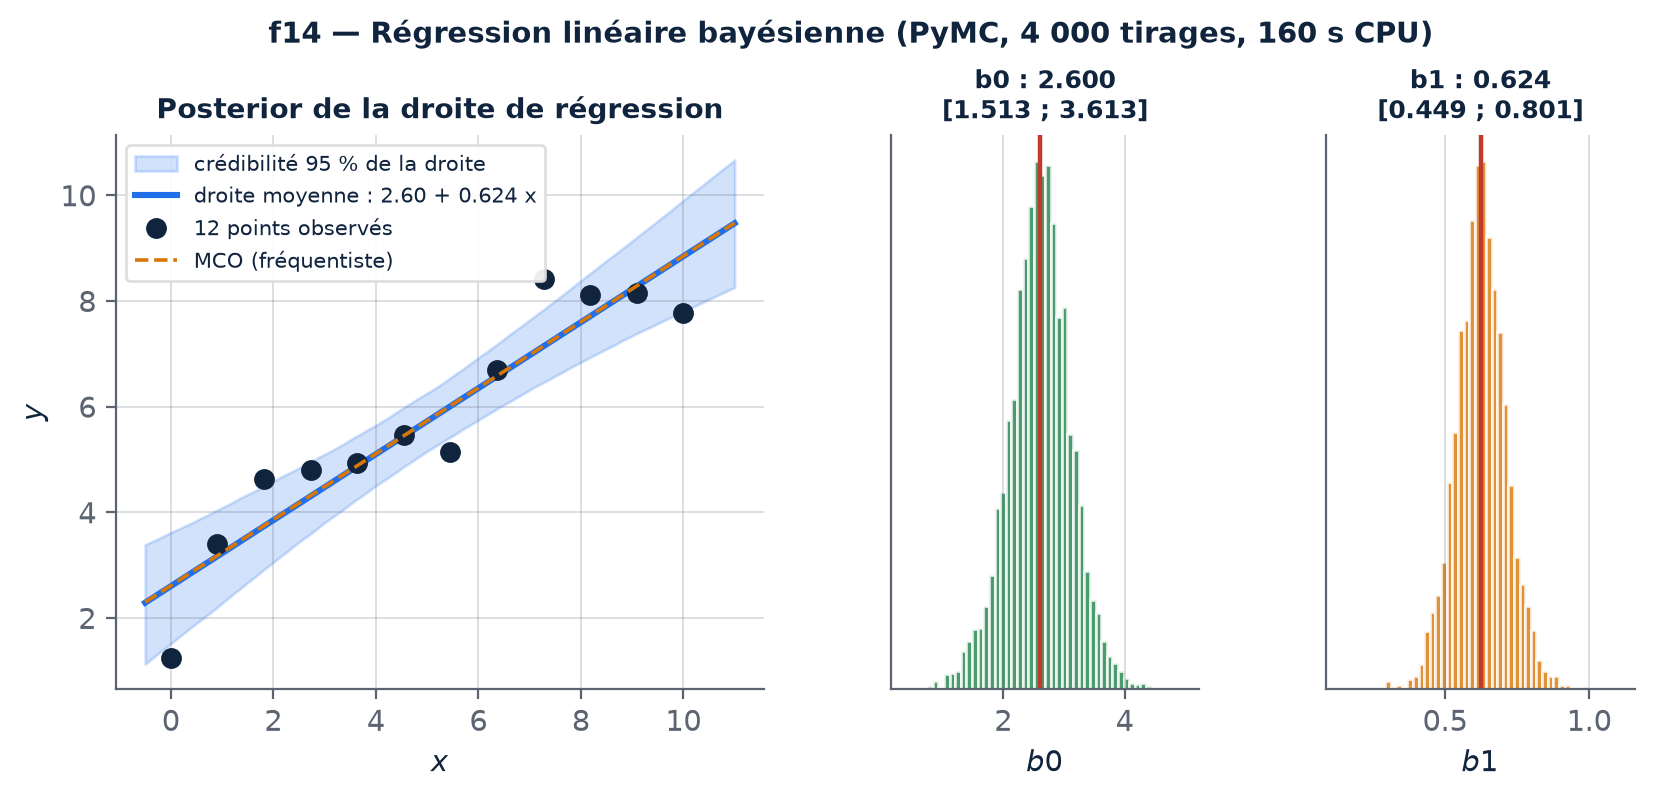 f14 — Régression linéaire bayésienne (PyMC, 4 000 tirages, 160 s CPU)
Posterior de la droite de régression
crédibilité 95 % de la droite
droite moyenne : 2.60 + 0.624 x
12 points observés
MCO (fréquentiste)
10
8
6
4
2
y
0 2 4 6 8 10
x
b0 : 2.600
[1.513 ; 3.613]
2 4
b0
b1 : 0.624
[0.449 ; 0.801]
0.5 1.0
b1